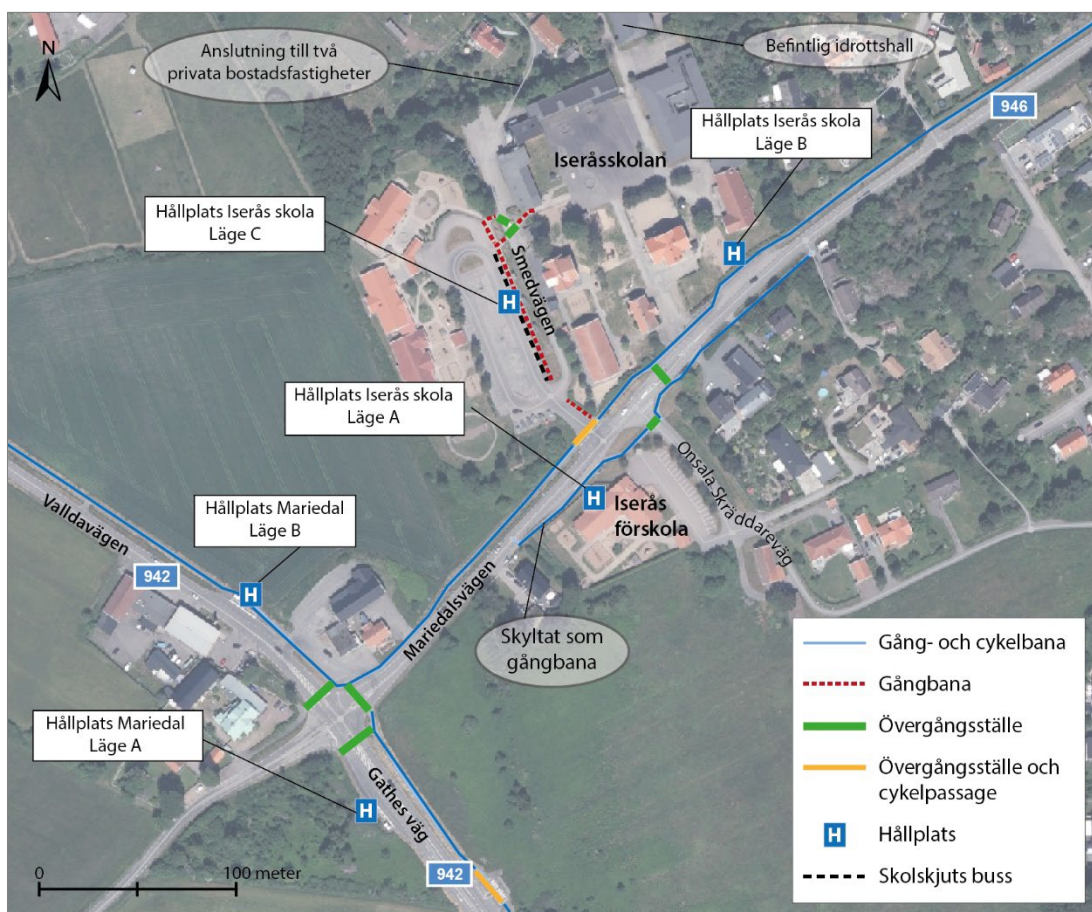 N
Anslutning till två
privata bostadsfastigheter
Befintlig idrottshall
946
Hållplats Iserås skola
Läge B
Iseråsskolan
Hållplats Iserås skola
Läge C
H
H
Smedvägen
Hållplats Iserås skola
Läge A
H
Iserås
förskola
Onsala Skräddareväg
Valldavägen
Hållplats Mariedal
Läge B
942
H
Mariedalsvägen
Skyltat som
gångbana
Hållplats Mariedal
Läge A
H
Gathes väg
942
0
100 meter
Gång- och cykelbana
Gångbana
Övergångsställe
Övergångsställe och
cykelpassage
H
Hållplats
Skolskjuts buss